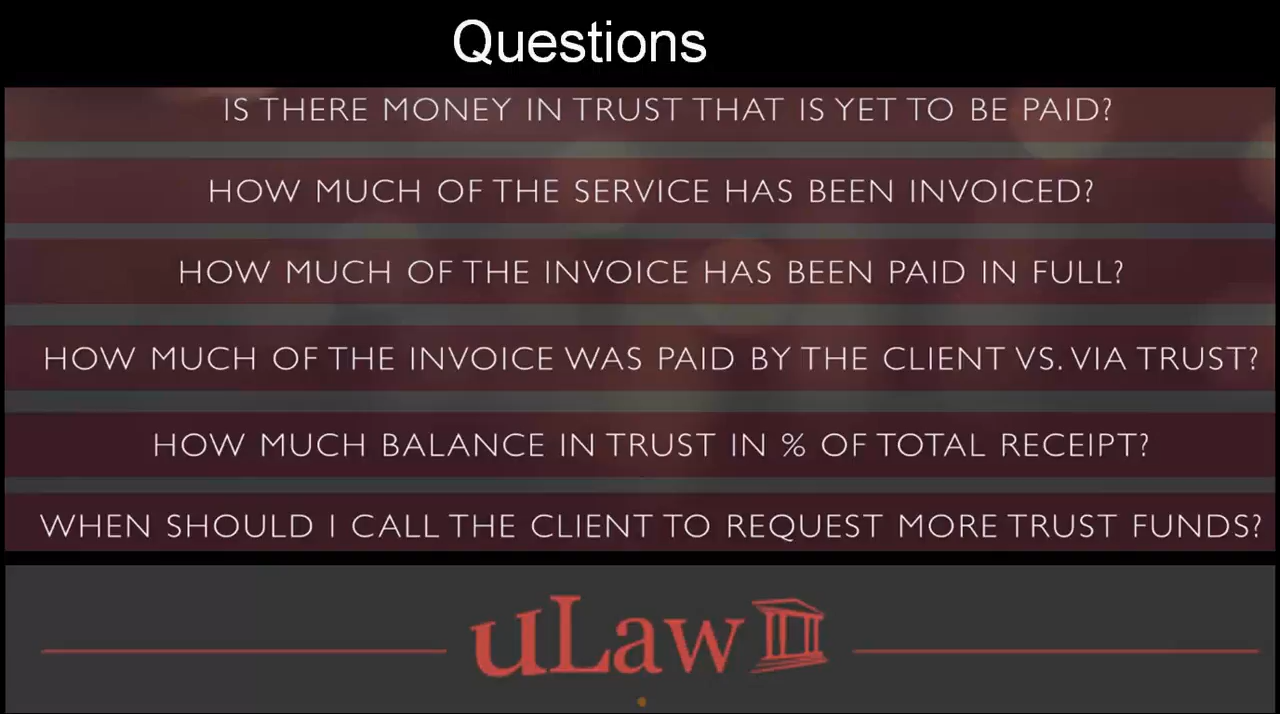 Questions
IS THERE MONEY IN TRUST THAT IS YET TO BE PAID?
HOW MUCH OF THE SERVICE HAS BEEN INVOICED?
HOW MUCH OF THE INVOICE HAS BEEN PAID IN FULL?
HOW MUCH OF THE INVOICE WAS PAID BY THE CLIENT VS. VIA TRUST?
HOW MUCH BALANCE IN TRUST IN % OF TOTAL RECEIPT?
WHEN SHOULD I CALL THE CLIENT TO REQUEST MORE TRUST FUNDS?
uLaw